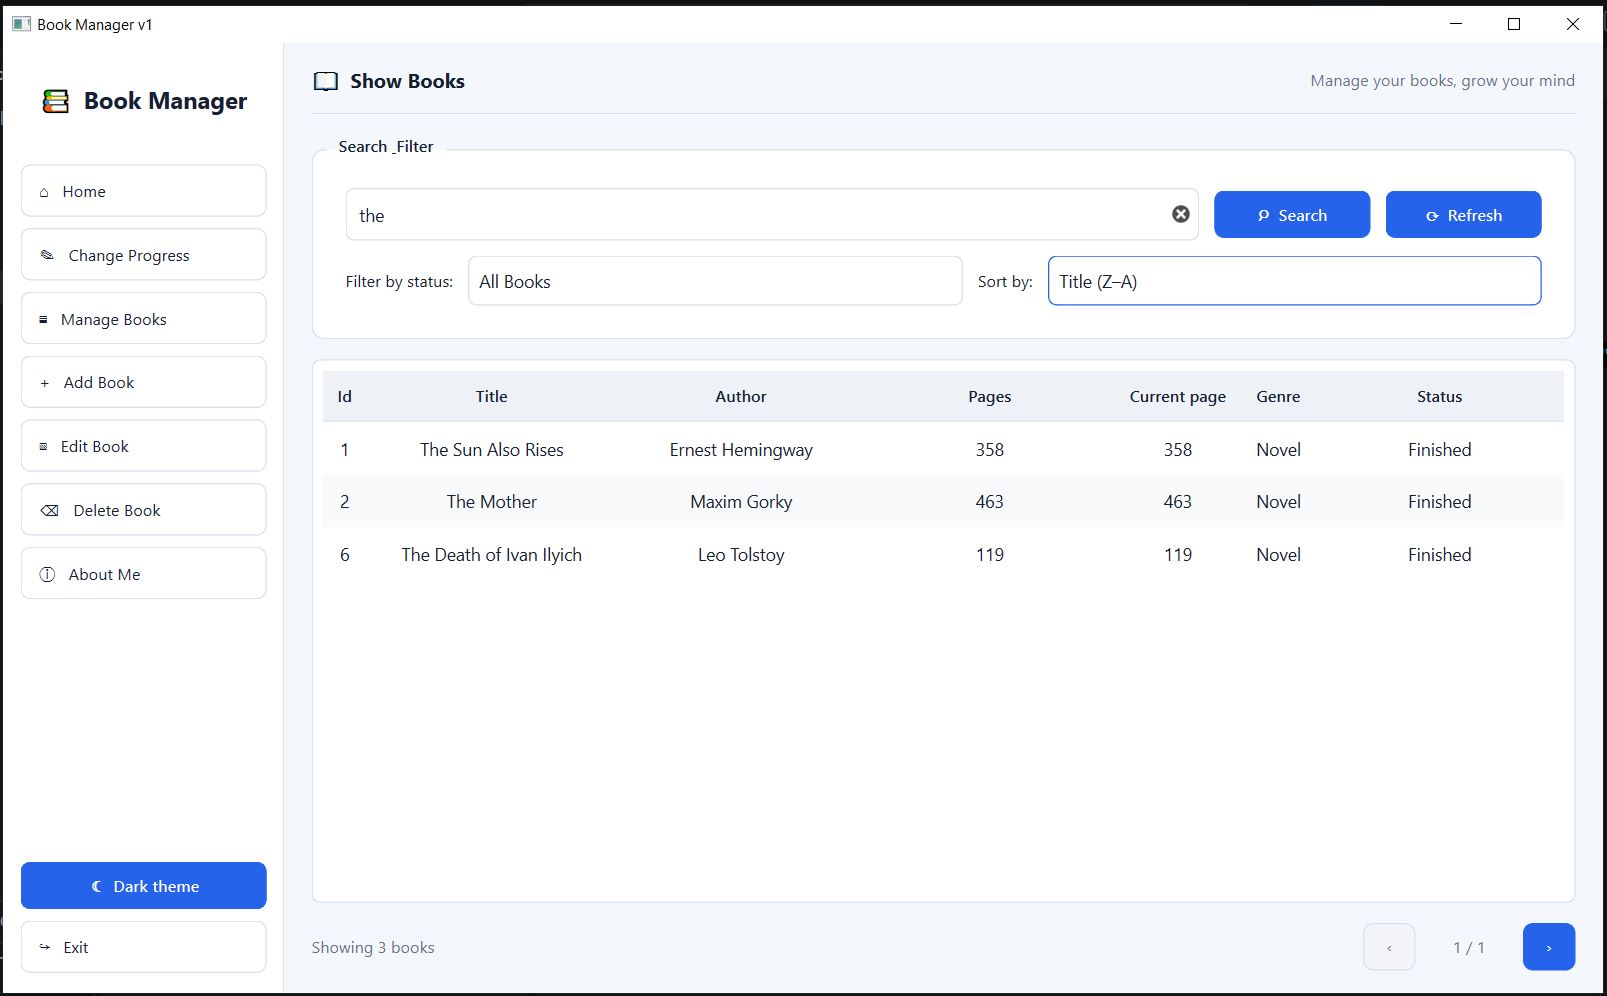 Book Manager v1
Book Manager
Home
Change Progress
Manage Books
+ Add Book
Edit Book
Delete Book
About Me
Dark theme
Exit
Show Books
Manage your books, grow your mind
Search _Filter
the
Search
Refresh
Filter by status: All Books Sort by: Title (Z–A)
Id Title Author Pages Current page Genre Status
1 The Sun Also Rises Ernest Hemingway 358 358 Novel Finished
2 The Mother Maxim Gorky 463 463 Novel Finished
6 The Death of Ivan Ilyich Leo Tolstoy 119 119 Novel Finished
Showing 3 books
‹ 1 / 1 ›